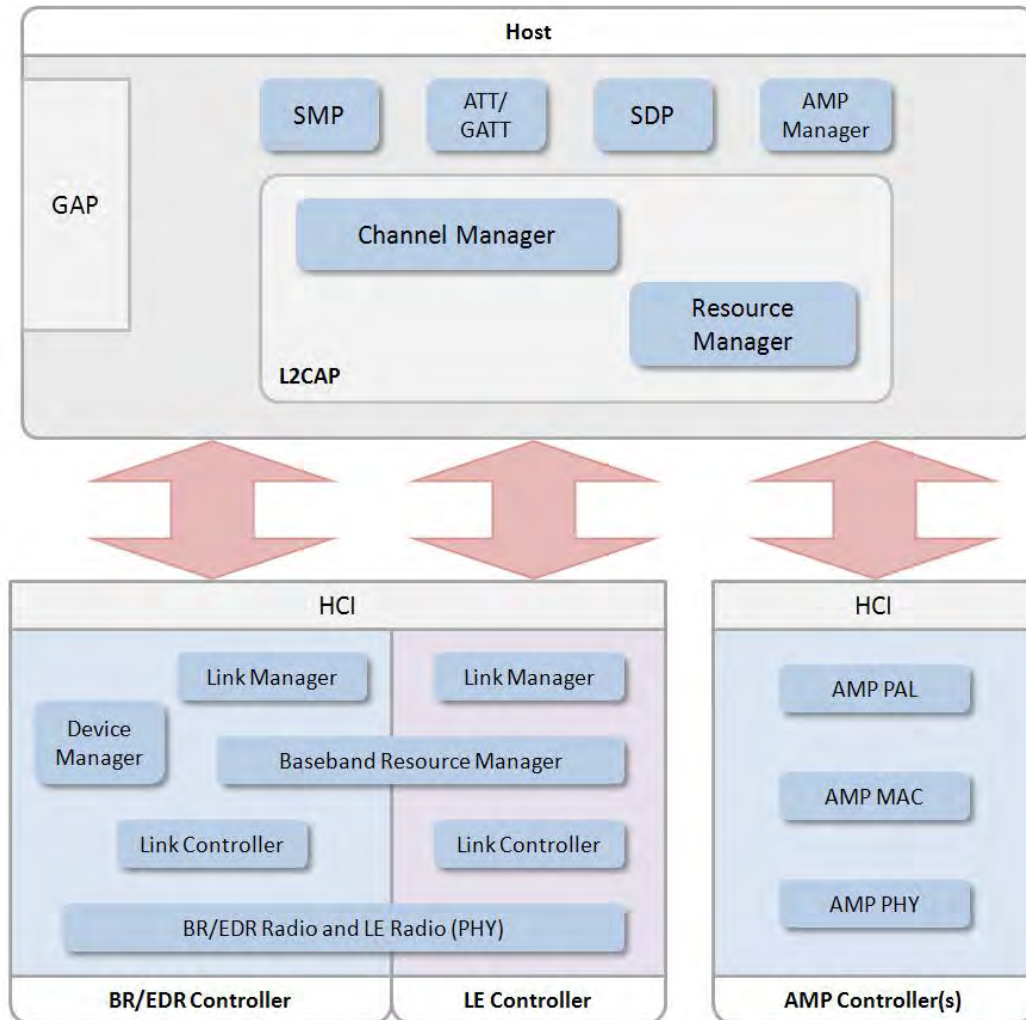 Host
GAP
SMP
ATT/
GATT
SDP
AMP
Manager
Channel Manager
Resource
Manager
L2CAP
HCI
Link Manager
Device
Manager
Link Manager
Baseband Resource Manager
Link Controller
Link Controller
BR/EDR Radio and LE Radio (PHY)
BR/EDR Controller
LE Controller
HCI
AMP PAL
AMP MAC
AMP PHY
AMP Controller(s)